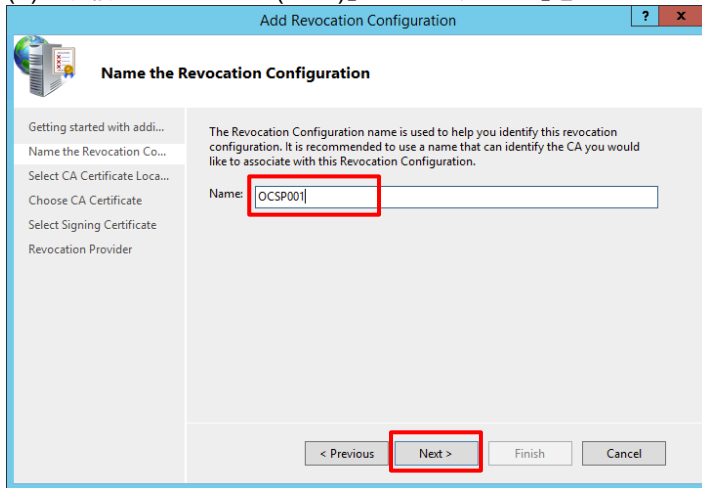 Add Revocation Configuration
? x
Name the Revocation Configuration
Getting started with addi...
Name the Revocation Co...
Select CA Certificate Loca...
Choose CA Certificate
Select Signing Certificate
Revocation Provider
The Revocation Configuration name is used to help you identify this revocation
configuration. It is recommended to use a name that can identify the CA you would
like to associate with this Revocation Configuration.
Name: OCSP001
< Previous Next > Finish Cancel